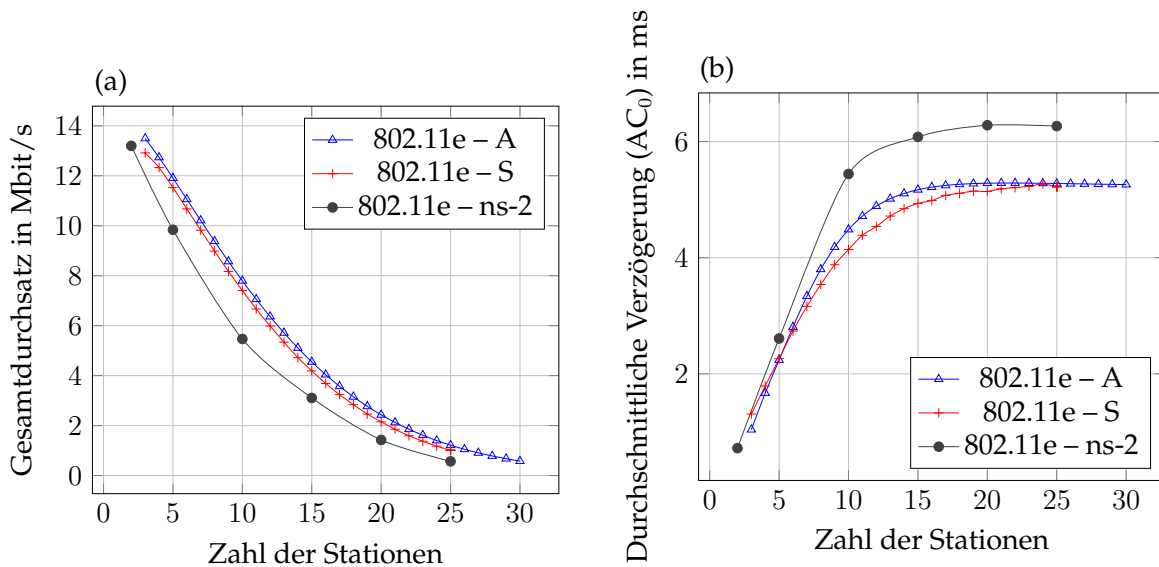 (a)
Gesamtdurchsatz in Mbit/s
14
12
10
8
6
4
2
0
802.11e – A
802.11e – S
802.11e – ns-2
0 5 10 15 20 25 30
Zahl der Stationen
(b)
Durchschnittliche Verzögerung (AC₀) in ms
6
4
2
802.11e – A
802.11e – S
802.11e – ns-2
0 5 10 15 20 25 30
Zahl der Stationen